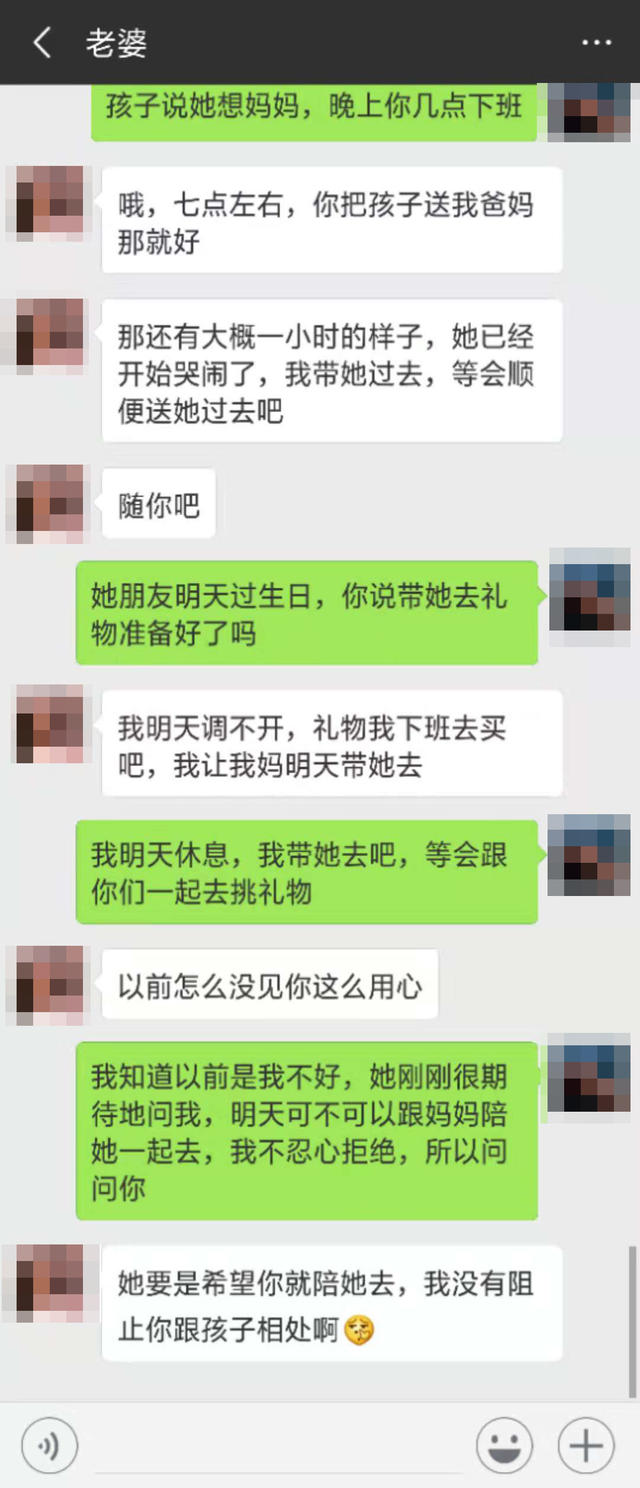 老婆
孩子说她想妈妈，晚上你几点下班
哦，七点左右，你把孩子送我爸妈
那就好
那还有大概一小时的样子，她已经
开始哭闹了，我带她过去，等会顺
便送她过去吧
随你吧
她朋友明天过生日，你说带她去礼
物准备好了吗
我明天调不开，礼物我下班去买
吧，我让我妈明天带她去
我明天休息，我带她去吧，等会跟
你们一起去挑礼物
以前怎么没见你这么用心
我知道以前是我不好，她刚刚很期
待地问我，明天可不可以跟妈妈陪
她一起去，我不忍心拒绝，所以问
问你
她要是希望你就陪她去，我没有阻
止你跟孩子相处啊